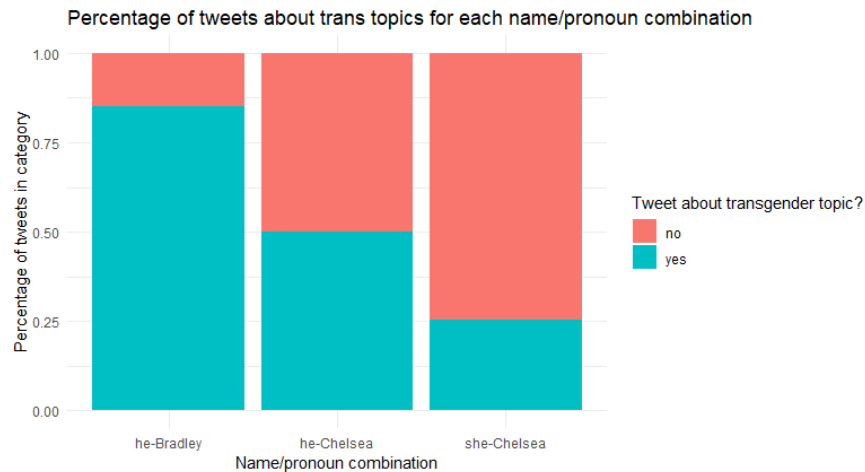 Percentage of tweets about trans topics for each name/pronoun combination
Percentage of tweets in category
1.00
0.75
0.50
0.25
0.00
he-Bradley
he-Chelsea
she-Chelsea
Name/pronoun combination
Tweet about transgender topic?
no
yes